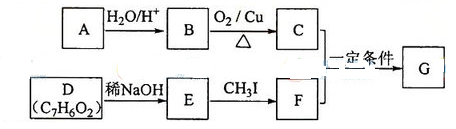 A H₂O/H⁺ B O₂/Cu △ C
一定条件 G
D (C₇H₆O₂) 稀NaOH E CH₃I F